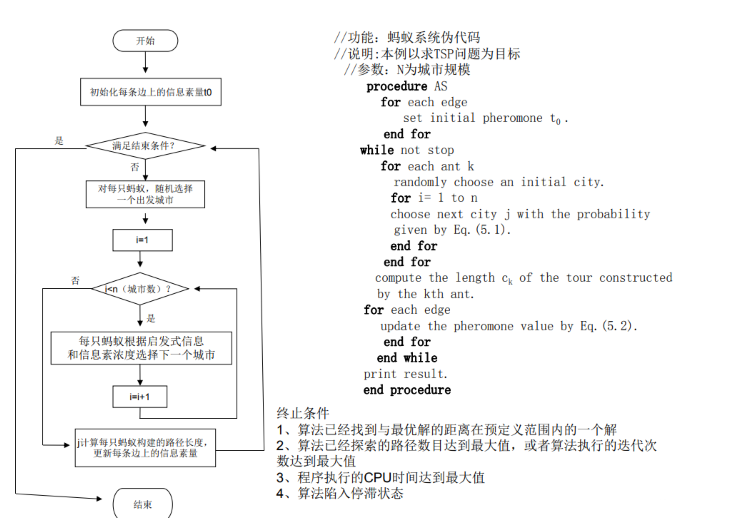 开始
初始化每条边上的信息素量t0
满足结束条件?
是
否
对每只蚂蚁，随机选择
一个出发城市
i=1
i<n（城市数）?
否
是
每只蚂蚁根据启发式信息
和信息素浓度选择下一个城市
i=i+1
j计算每只蚂蚁构建的路径长度，
更新每条边上的信息素量
结束
//功能: 蚂蚁系统伪代码
//说明:本例以求TSP问题为目标
//参数: N为城市规模
procedure AS
for each edge
set initial pheromone t₀.
end for
while not stop
for each ant k
randomly choose an initial city.
for i= 1 to n
choose next city j with the probability
given by Eq.(5.1).
end for
end for
compute the length cₖ of the tour constructed
by the kth ant.
for each edge
update the pheromone value by Eq.(5.2).
end for
end while
print result.
end procedure
终止条件
1、算法已经找到与最优解的距离在预定义范围内的一个解
2、算法已经探索的路径数目达到最大值，或者算法执行的迭代次
数达到最大值
3、程序执行的CPU时间达到最大值
4、算法陷入停滞状态